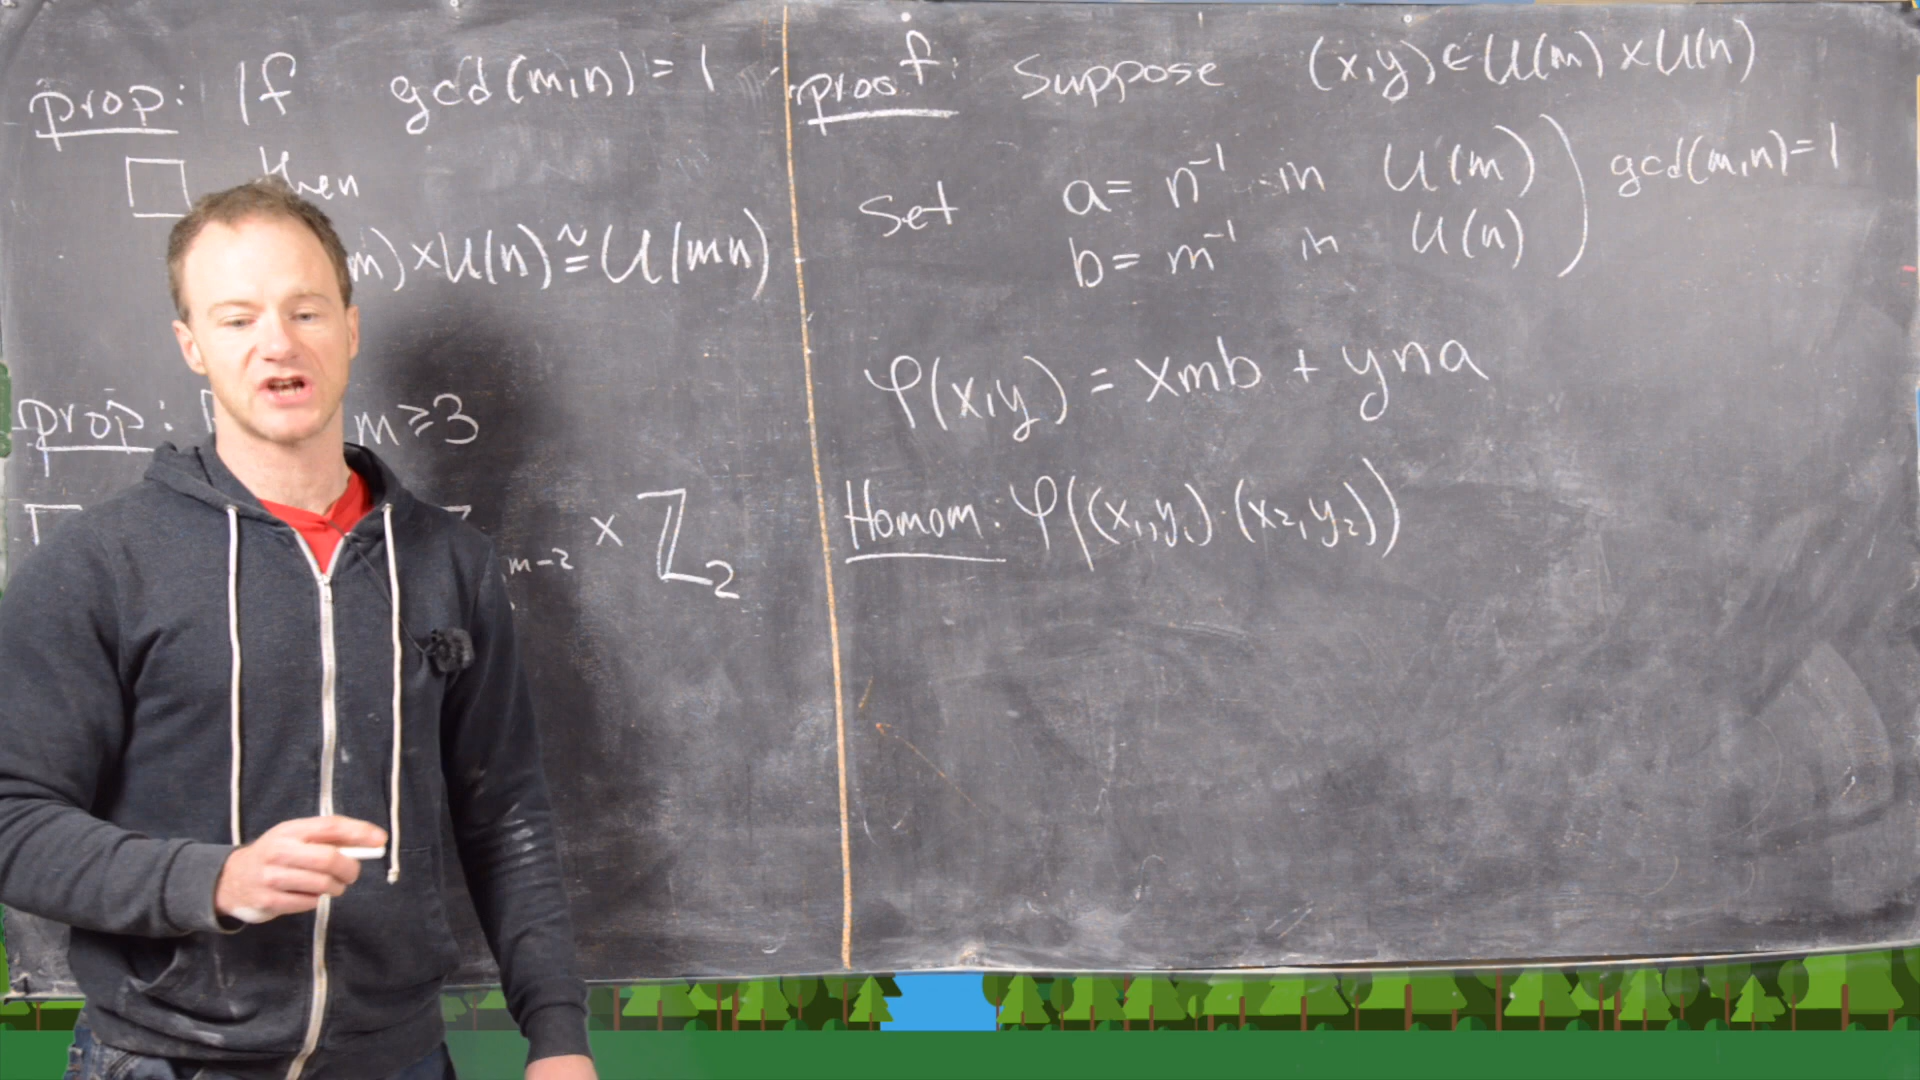 prop: If gcd(m,n) = 1
then
m) × U(n) ≅ U(mn)
prop: m ≥ 3
m-2 × ℤ₂
proof: Suppose (x,y) ∈ U(m) × U(n)
Set a = n⁻¹ in U(m) ) gcd(m,n) = 1
b = m⁻¹ in U(n)
φ(x,y) = xmb + yna
Homom: φ((x₁,y₁)·(x₂,y₂))